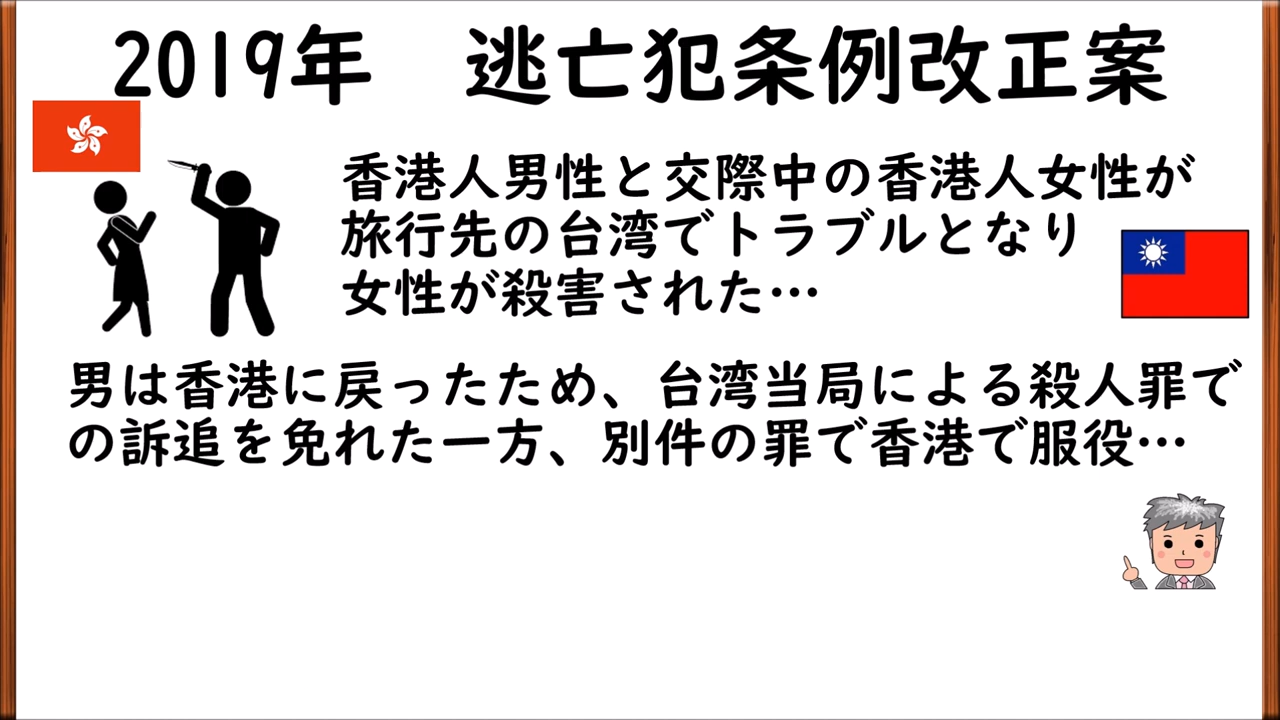 2019年　逃亡犯条例改正案
香港人男性と交際中の香港人女性が
旅行先の台湾でトラブルとなり
女性が殺害された…
男は香港に戻ったため、台湾当局による殺人罪で
の訴追を免れた一方、別件の罪で香港で服役…